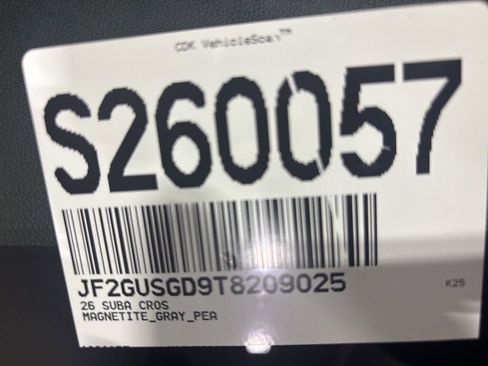 CDK VehicleScan™
S260057
JF2GUSGD9T8209025
K25
26 SUBA CROS
MAGNETITE_GRAY_PEA